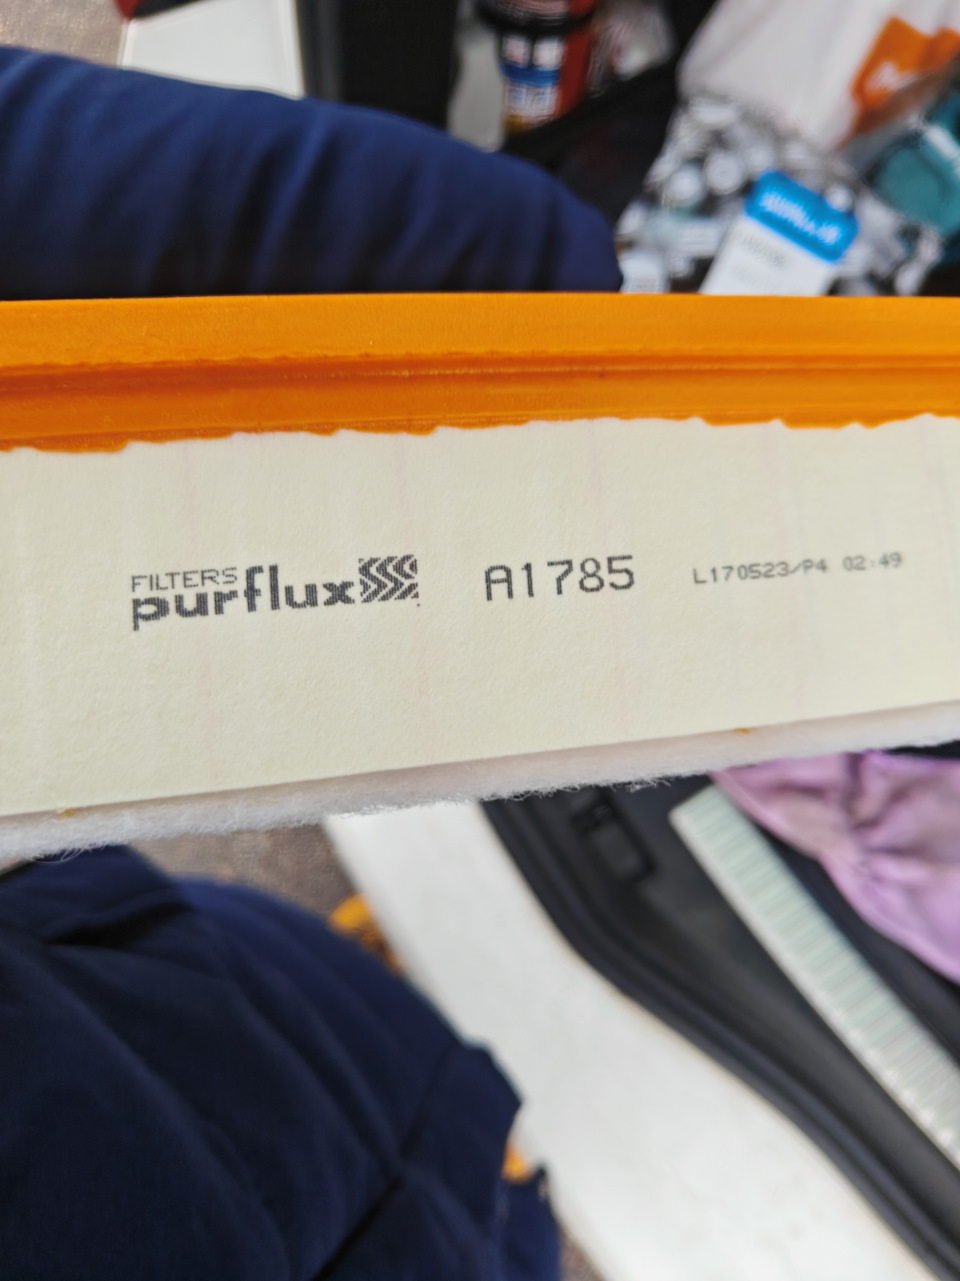 FILTERS
purflux A1785 L170523/P4 02:49